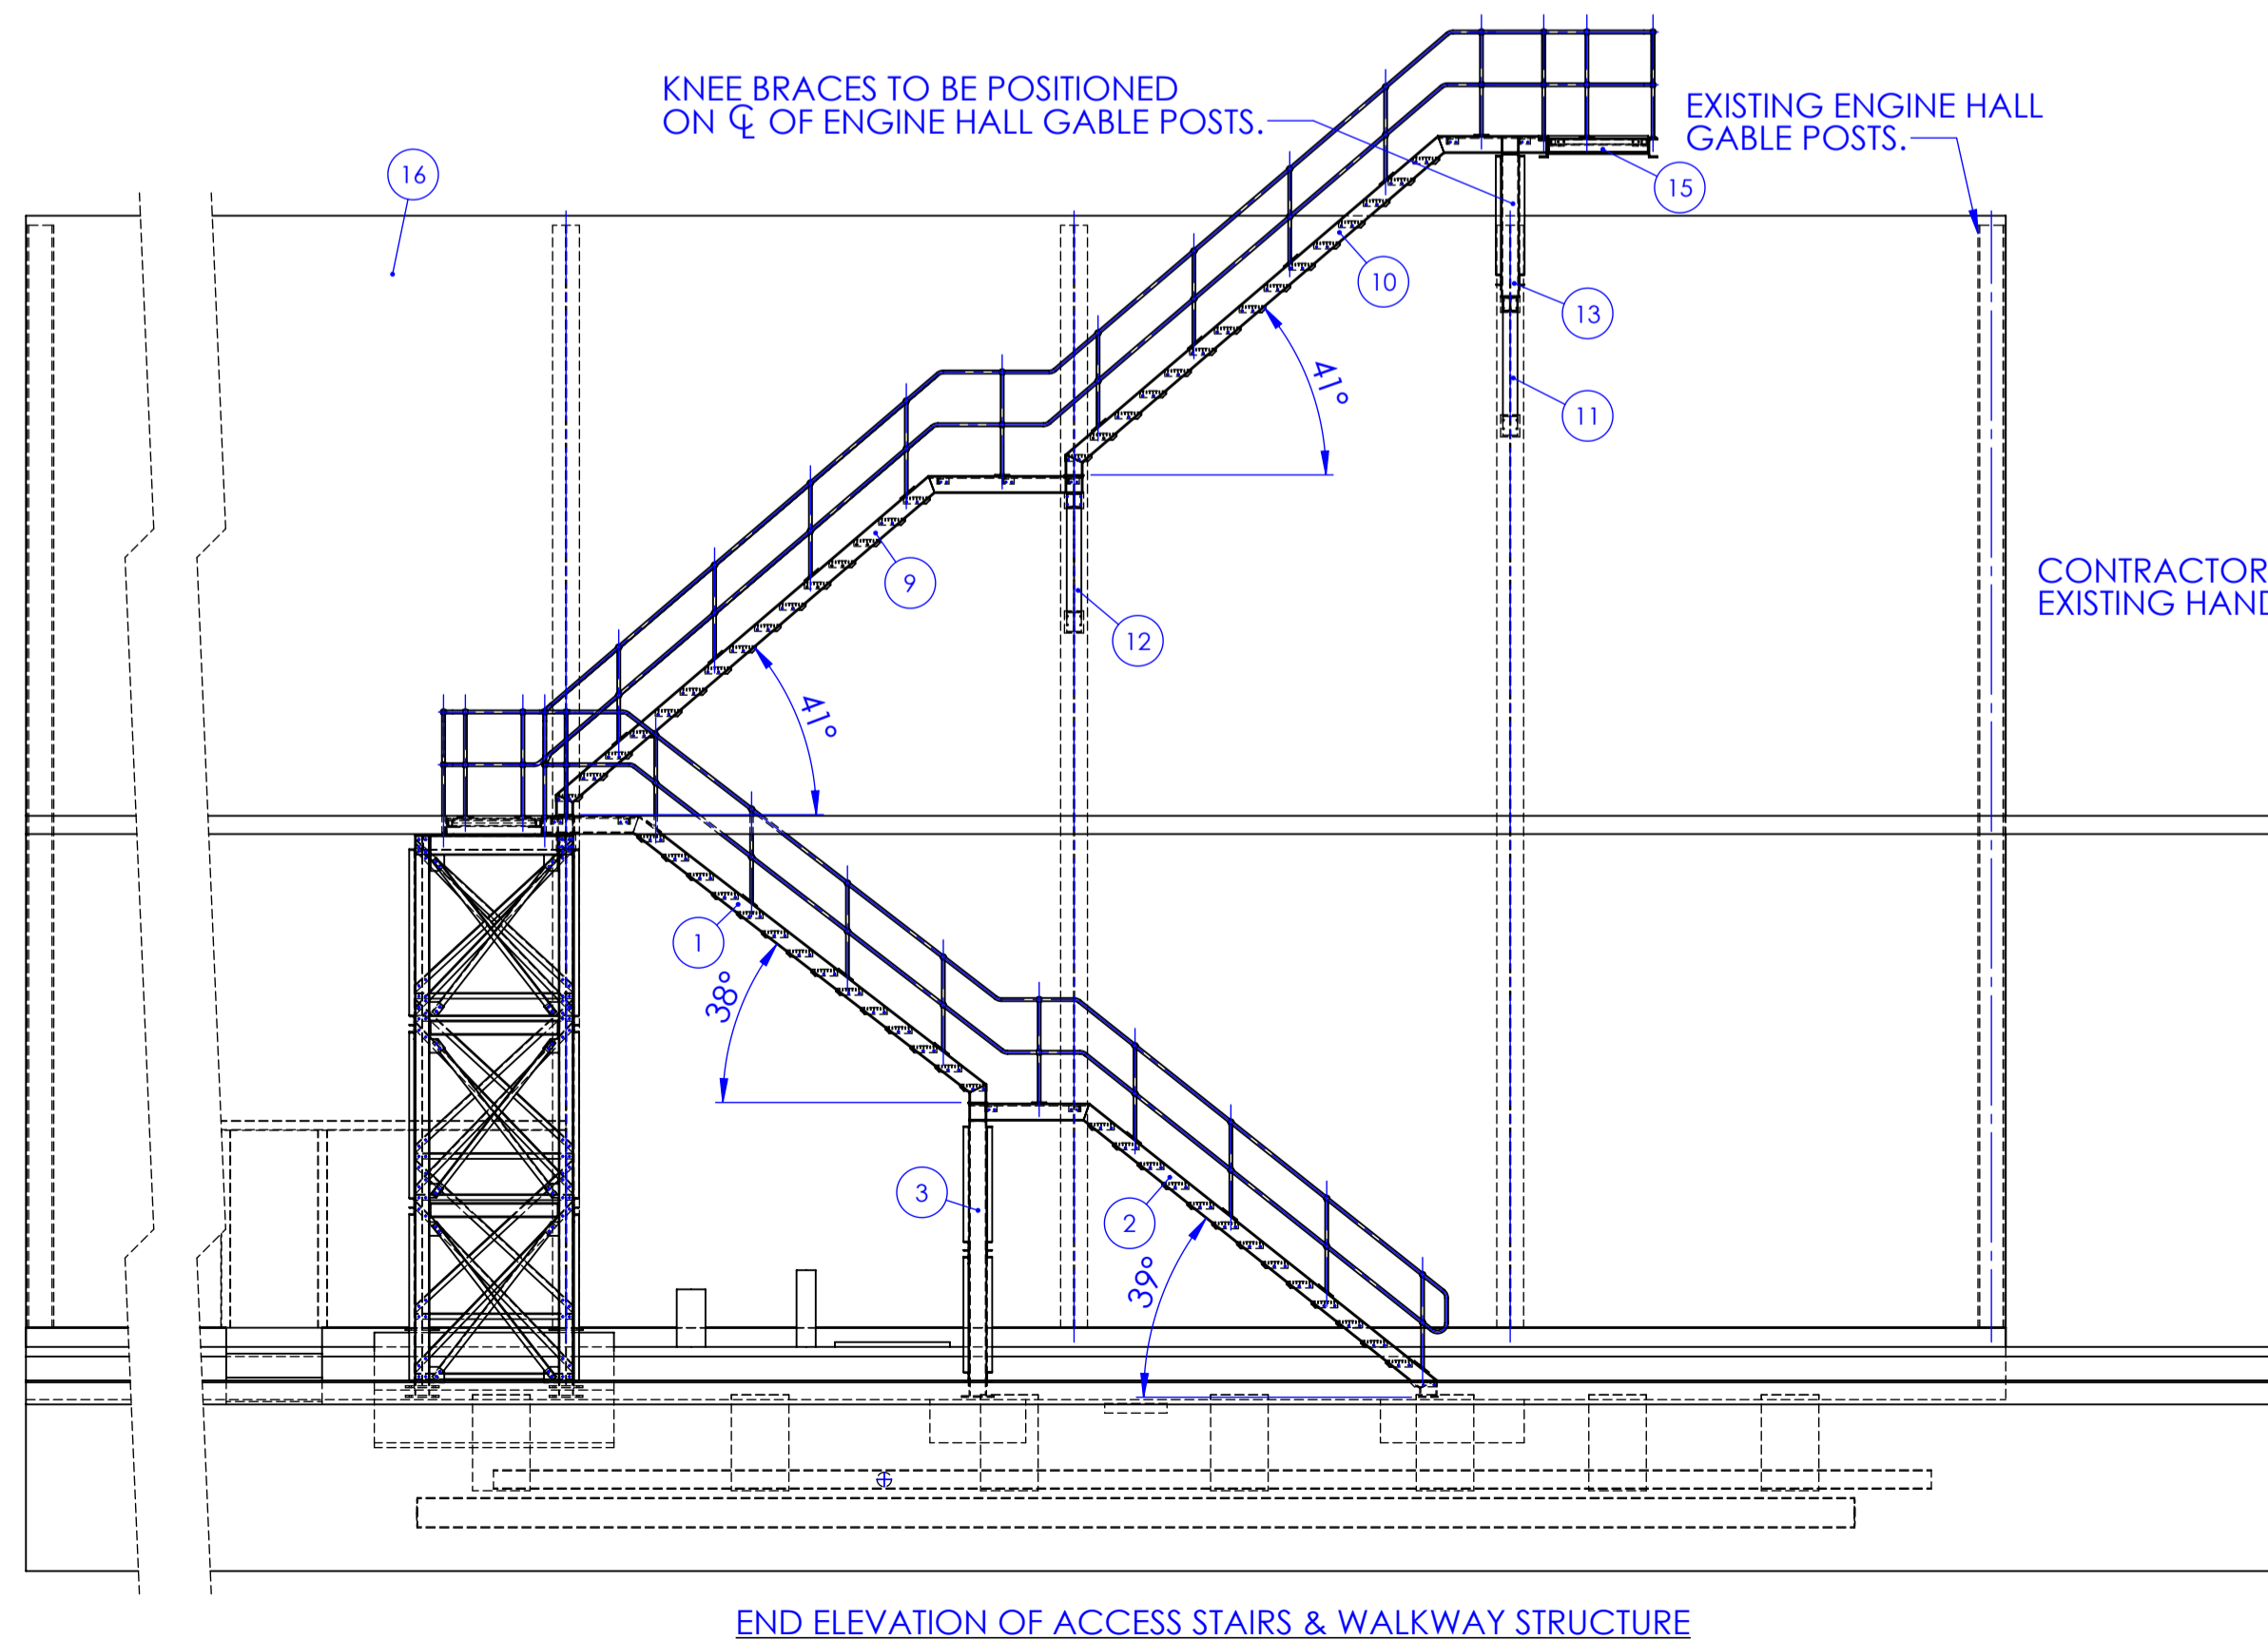 KNEE BRACES TO BE POSITIONED
ON ℄ OF ENGINE HALL GABLE POSTS.
EXISTING ENGINE HALL
GABLE POSTS.
16
15
10
13
41°
11
9
12
CONTRACTOR
EXISTING HAND
41°
1
38°
3
2
39°
END ELEVATION OF ACCESS STAIRS & WALKWAY STRUCTURE